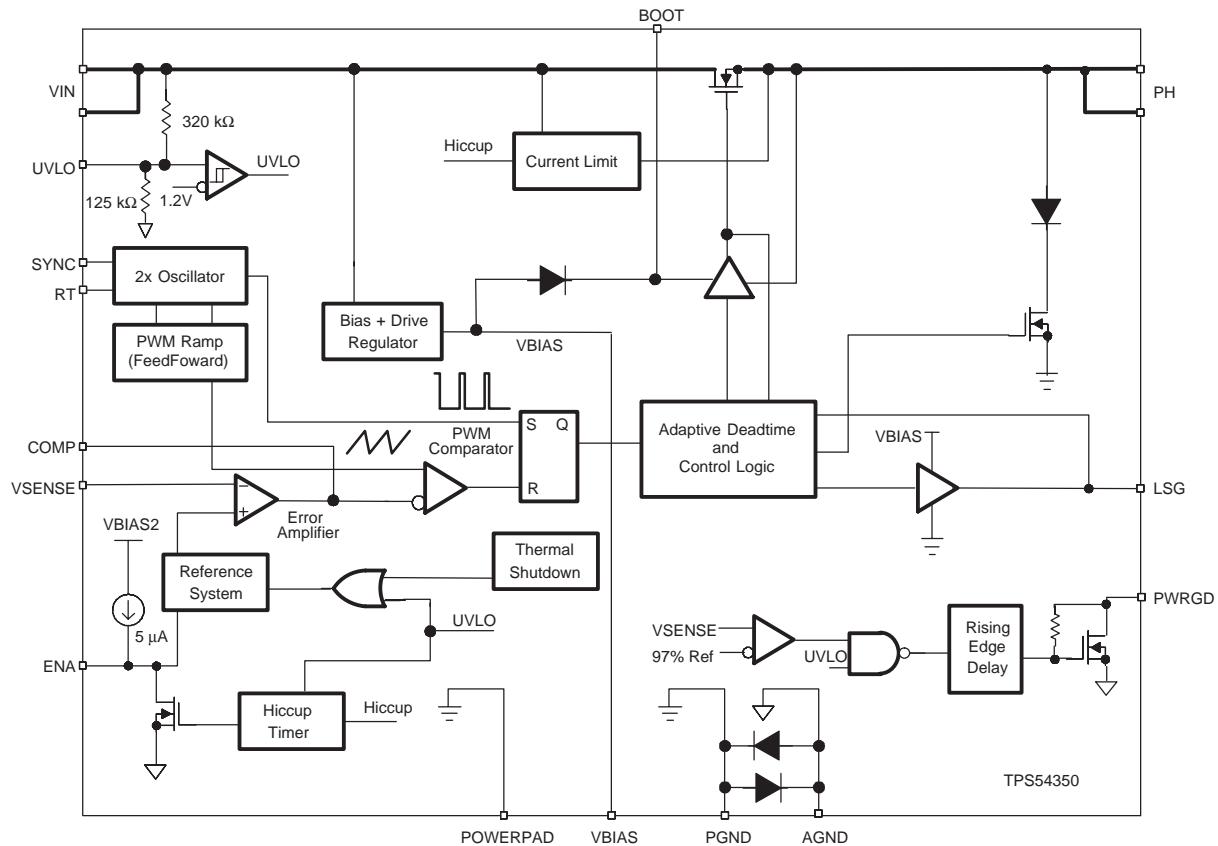 BOOT
VIN
PH
320 kΩ
Hiccup
Current Limit
UVLO
UVLO
125 kΩ
1.2V
SYNC
2x Oscillator
RT
Bias + Drive
Regulator
PWM Ramp
(FeedFoward)
VBIAS
S Q
R
PWM
Comparator
Adaptive Deadtime
and
Control Logic
VBIAS
COMP
VSENSE
−
+
Error
Amplifier
LSG
VBIAS2
Reference
System
Thermal
Shutdown
5 μA
UVLO
PWRGD
VSENSE
97% Ref
UVLO
Rising
Edge
Delay
ENA
Hiccup
Timer
Hiccup
TPS54350
POWERPAD
VBIAS
PGND
AGND